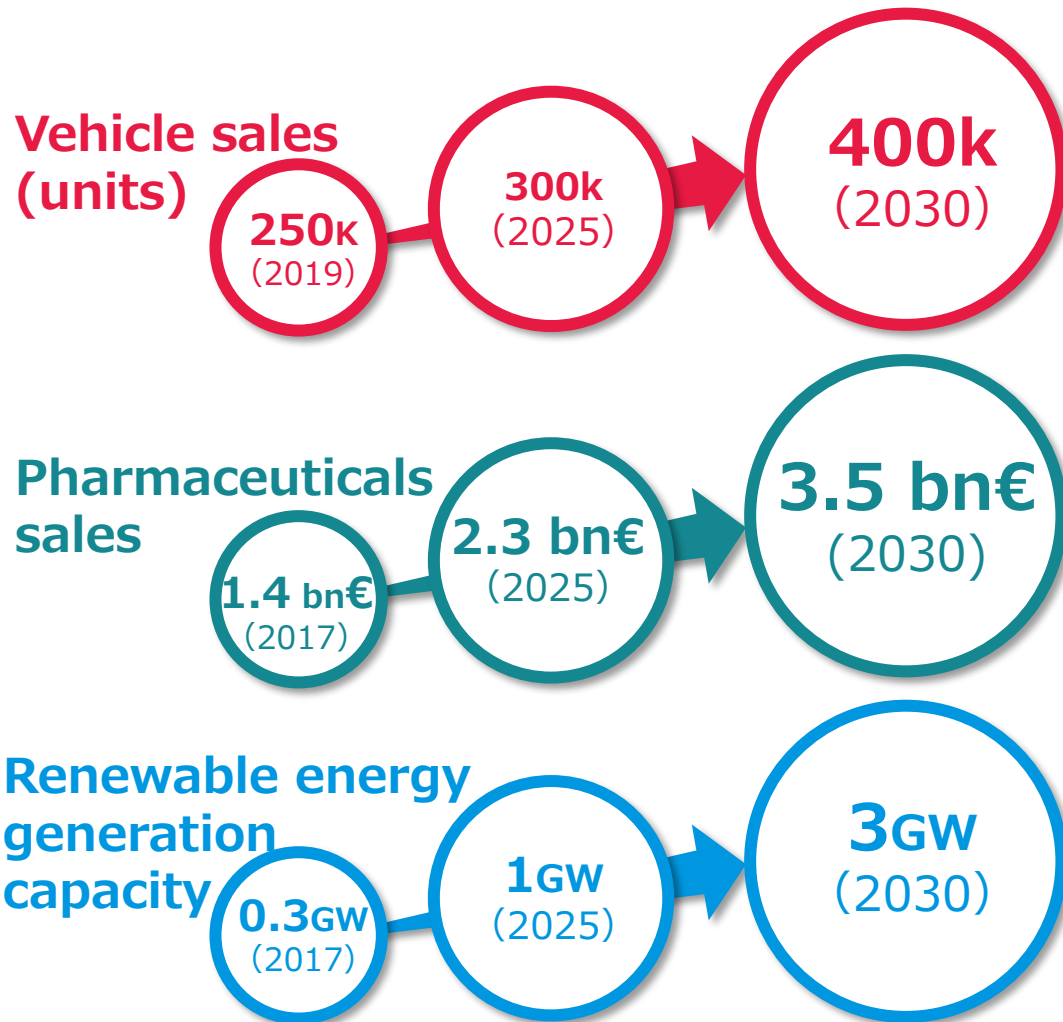 Vehicle sales
(units)
250K
（2019）
300k
（2025）
400k
（2030）
Pharmaceuticals
sales
1.4 bn€
（2017）
2.3 bn€
（2025）
3.5 bn€
（2030）
Renewable energy
generation
capacity
0.3GW
（2017）
1GW
（2025）
3GW
（2030）